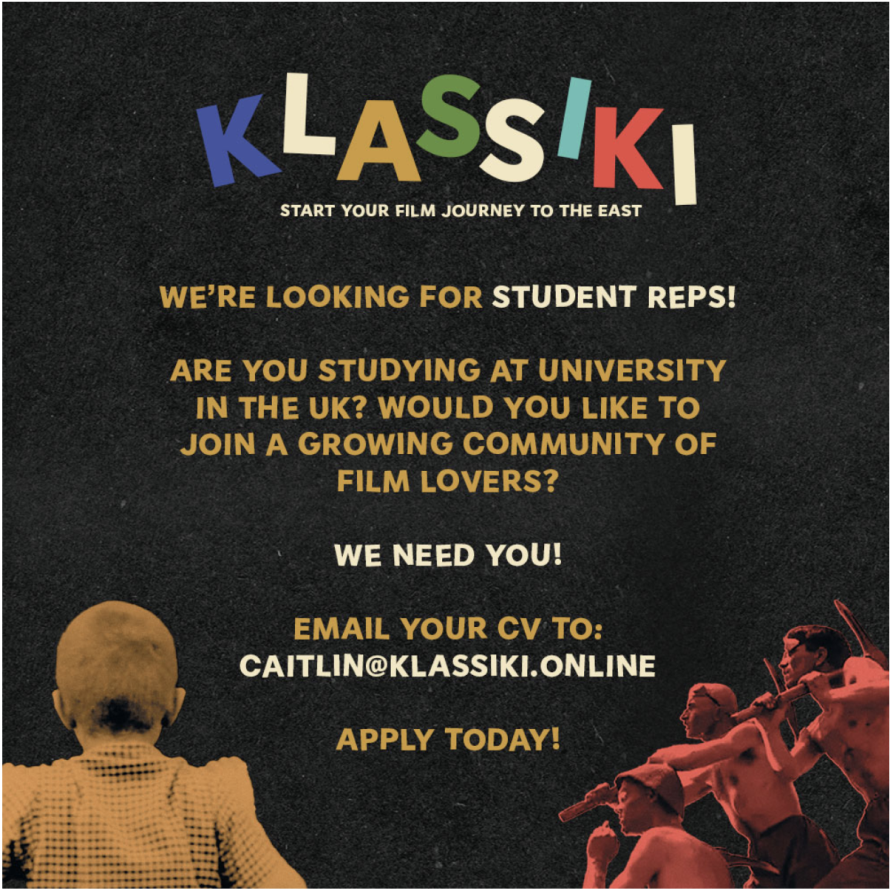 KLASSIKI
START YOUR FILM JOURNEY TO THE EAST
WE'RE LOOKING FOR STUDENT REPS!
ARE YOU STUDYING AT UNIVERSITY
IN THE UK? WOULD YOU LIKE TO
JOIN A GROWING COMMUNITY OF
FILM LOVERS?
WE NEED YOU!
EMAIL YOUR CV TO:
CAITLIN@KLASSIKI.ONLINE
APPLY TODAY!